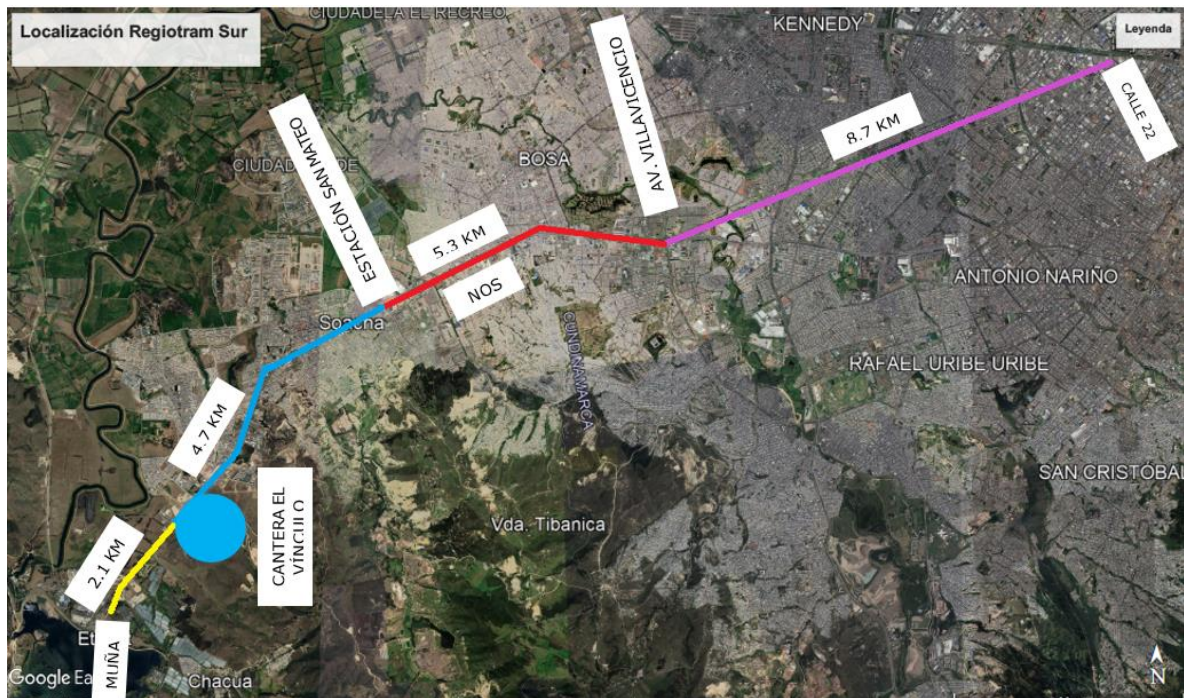 CIUDADELA EL RECREO
Localización Regiotram Sur
KENNEDY
Leyenda
AV. VILLAVICENCIO
CALLE 22
8.7 KM
ESTACIÓN SAN MATEO
BOSA
5.3 KM
NOS
ANTONIO NARIÑO
Soacha
CUNDINAMARCA
RAFAEL URIBE URIBE
4.7 KM
SAN CRISTÓBAL
CANTERA EL
VÍNCULO
Vda. Tibanica
2.1 KM
MUÑA
Chacua
Google Ea
N